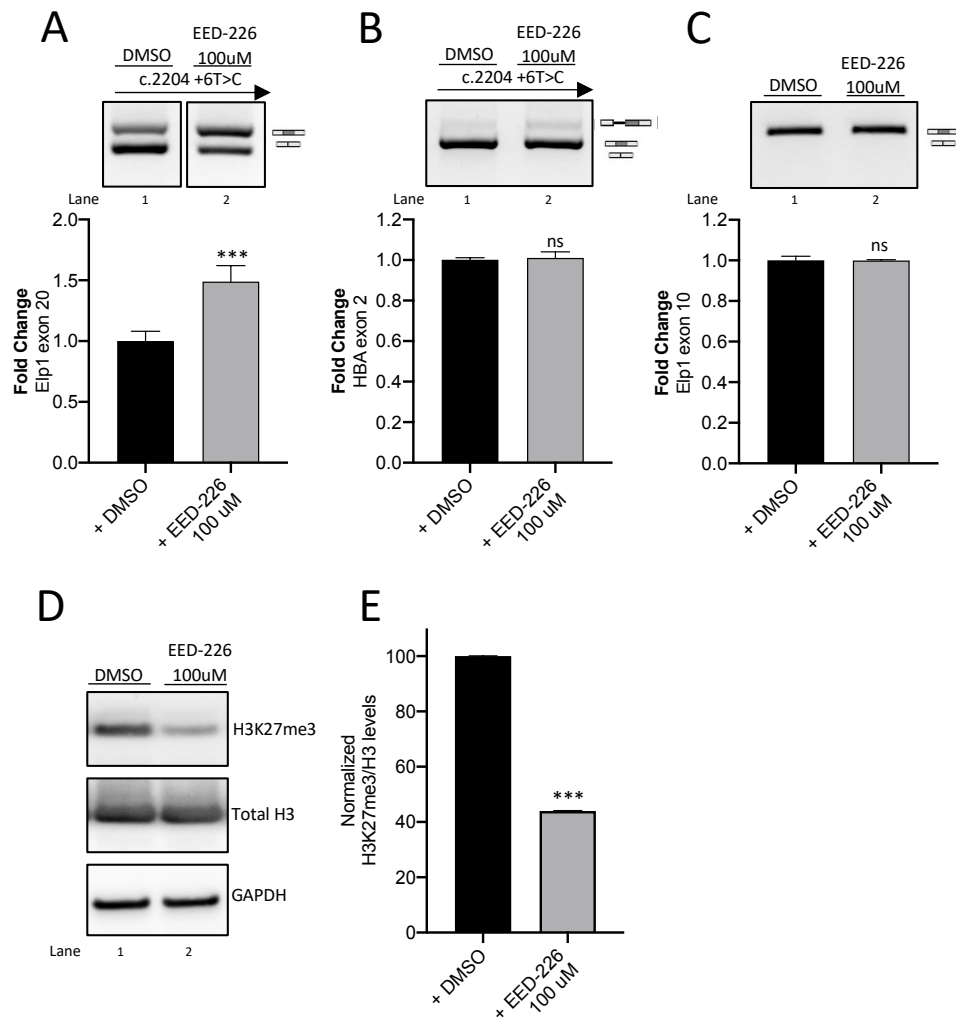 A
DMSO
EED-226
100uM
c.2204 +6T>C
Lane
1
2
Fold Change
Elp1 exon 20
2.0
1.5
1.0
0.5
0.0
***
+ DMSO
+ EED-226
100 uM
B
DMSO
EED-226
100uM
c.2204 +6T>C
Lane
1
2
Fold Change
HBA exon 2
1.2
1.0
0.8
0.6
0.4
0.2
0.0
ns
+ DMSO
+ EED-226
100 uM
C
DMSO
EED-226
100uM
Lane
1
2
Fold Change
Elp1 exon 10
1.2
1.0
0.8
0.6
0.4
0.2
0.0
ns
+ DMSO
+ EED-226
100 uM
D
DMSO
EED-226
100uM
H3K27me3
Total H3
GAPDH
Lane
1
2
E
Normalized
H3K27me3/H3 levels
100
80
60
40
20
0
***
+ DMSO
+ EED-226
100 uM